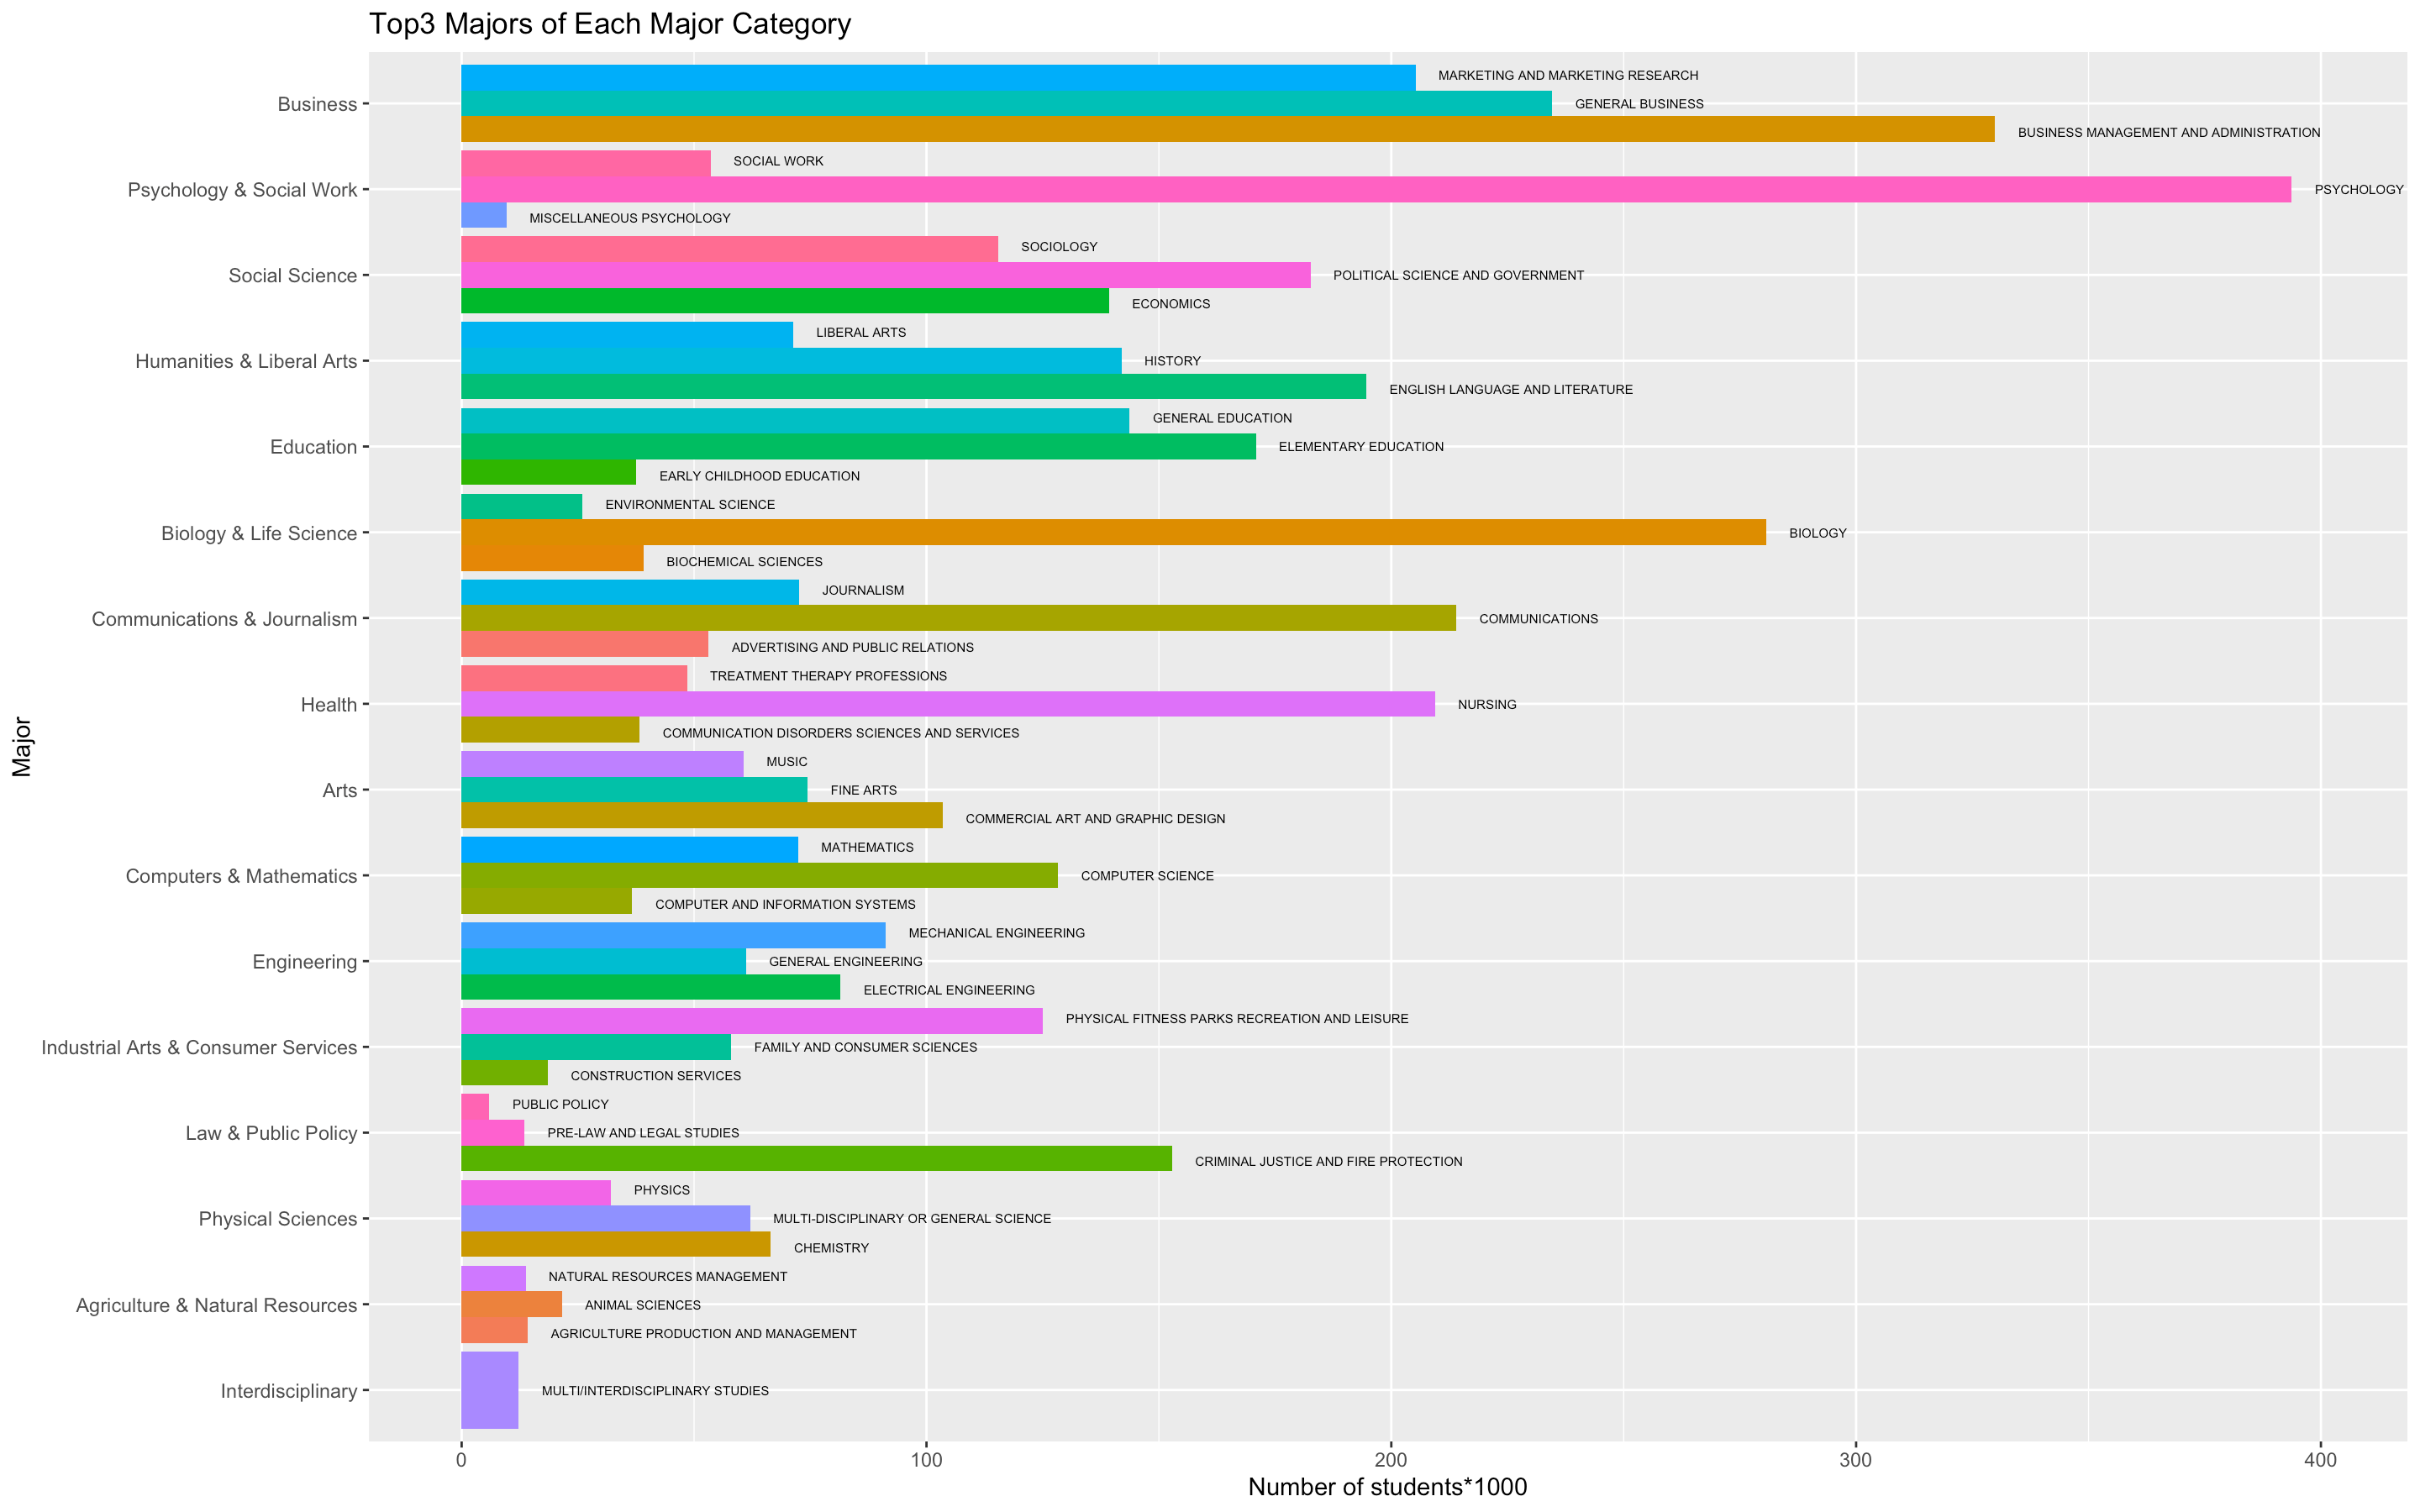 Top3 Majors of Each Major Category
Major
Business
MARKETING AND MARKETING RESEARCH
GENERAL BUSINESS
BUSINESS MANAGEMENT AND ADMINISTRATION
Psychology & Social Work
SOCIAL WORK
PSYCHOLOGY
MISCELLANEOUS PSYCHOLOGY
Social Science
SOCIOLOGY
POLITICAL SCIENCE AND GOVERNMENT
ECONOMICS
Humanities & Liberal Arts
LIBERAL ARTS
HISTORY
ENGLISH LANGUAGE AND LITERATURE
Education
GENERAL EDUCATION
ELEMENTARY EDUCATION
EARLY CHILDHOOD EDUCATION
Biology & Life Science
ENVIRONMENTAL SCIENCE
BIOLOGY
BIOCHEMICAL SCIENCES
Communications & Journalism
JOURNALISM
COMMUNICATIONS
ADVERTISING AND PUBLIC RELATIONS
Health
TREATMENT THERAPY PROFESSIONS
NURSING
COMMUNICATION DISORDERS SCIENCES AND SERVICES
Arts
MUSIC
FINE ARTS
COMMERCIAL ART AND GRAPHIC DESIGN
Computers & Mathematics
MATHEMATICS
COMPUTER SCIENCE
COMPUTER AND INFORMATION SYSTEMS
Engineering
MECHANICAL ENGINEERING
GENERAL ENGINEERING
ELECTRICAL ENGINEERING
Industrial Arts & Consumer Services
PHYSICAL FITNESS PARKS RECREATION AND LEISURE
FAMILY AND CONSUMER SCIENCES
CONSTRUCTION SERVICES
Law & Public Policy
PUBLIC POLICY
PRE-LAW AND LEGAL STUDIES
CRIMINAL JUSTICE AND FIRE PROTECTION
Physical Sciences
PHYSICS
MULTI-DISCIPLINARY OR GENERAL SCIENCE
CHEMISTRY
Agriculture & Natural Resources
NATURAL RESOURCES MANAGEMENT
ANIMAL SCIENCES
AGRICULTURE PRODUCTION AND MANAGEMENT
Interdisciplinary
MULTI/INTERDISCIPLINARY STUDIES
0 100 200 300 400
Number of students*1000